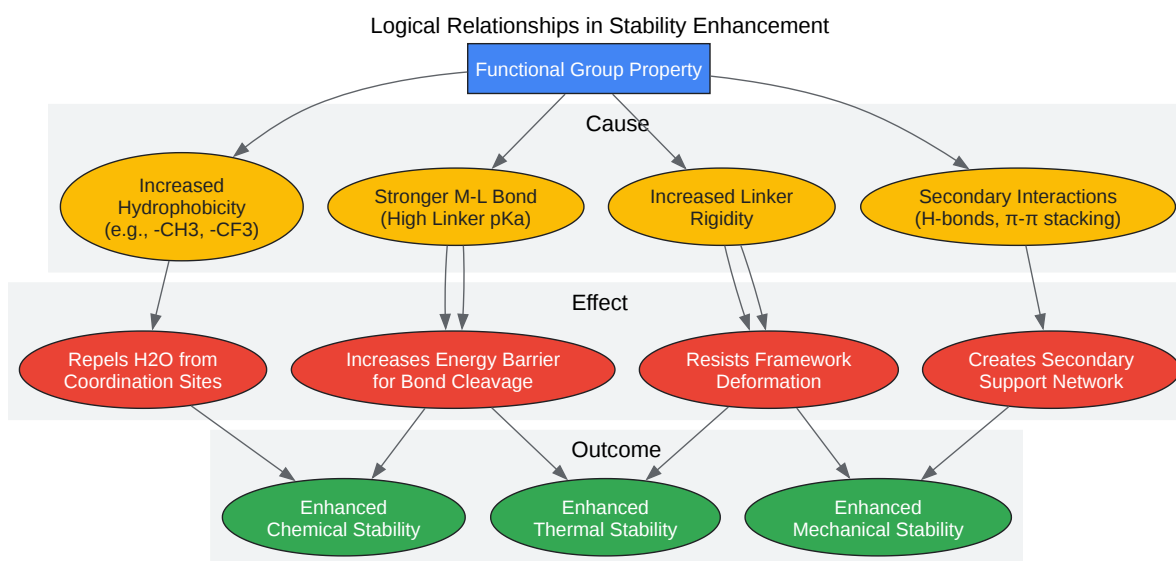 Logical Relationships in Stability Enhancement
Functional Group Property
Cause
Increased
Hydrophobicity
(e.g., -CH3, -CF3)
Stronger M-L Bond
(High Linker pKa)
Increased Linker
Rigidity
Secondary Interactions
(H-bonds, π-π stacking)
Effect
Repels H2O from
Coordination Sites
Increases Energy Barrier
for Bond Cleavage
Resists Framework
Deformation
Creates Secondary
Support Network
Outcome
Enhanced
Chemical Stability
Enhanced
Thermal Stability
Enhanced
Mechanical Stability